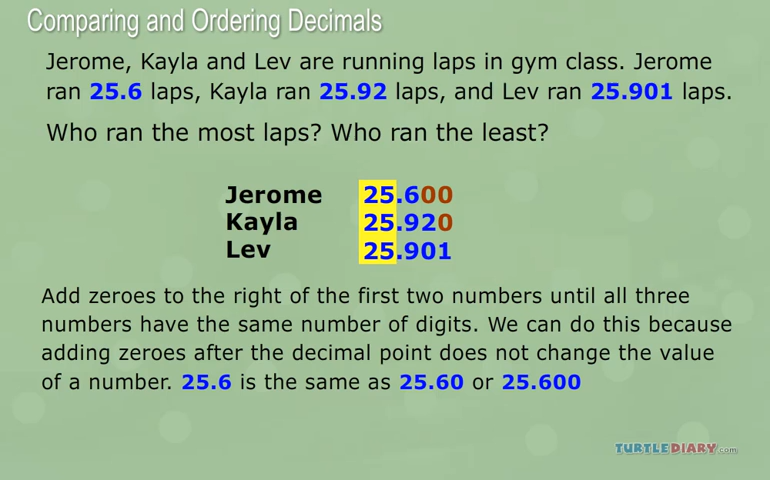 Comparing and Ordering Decimals
Jerome, Kayla and Lev are running laps in gym class. Jerome
ran 25.6 laps, Kayla ran 25.92 laps, and Lev ran 25.901 laps.
Who ran the most laps? Who ran the least?
Jerome 25.600
Kayla 25.920
Lev 25.901
Add zeroes to the right of the first two numbers until all three
numbers have the same number of digits. We can do this because
adding zeroes after the decimal point does not change the value
of a number. 25.6 is the same as 25.60 or 25.600
TURTLEDIARY.com